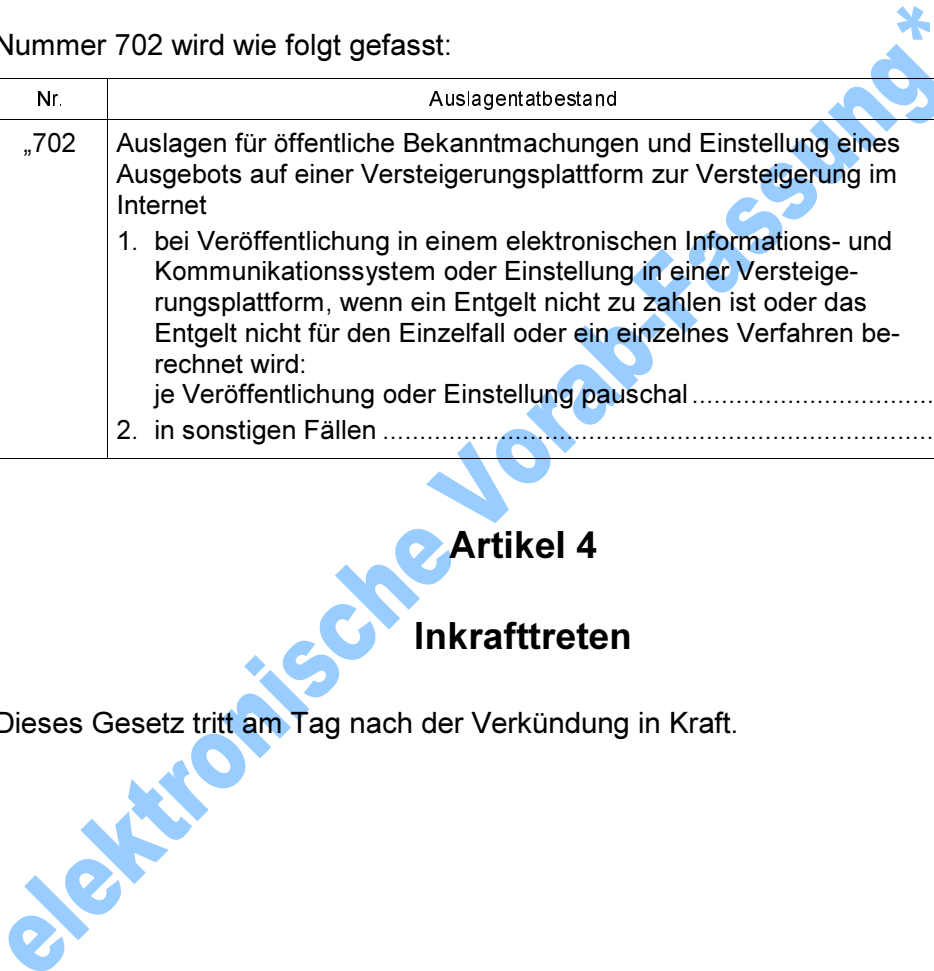 Nummer 702 wird wie folgt gefasst:
Nr. Auslagentatbestand
„702 Auslagen für öffentliche Bekanntmachungen und Einstellung eines
Ausgebots auf einer Versteigerungsplattform zur Versteigerung im
Internet
1. bei Veröffentlichung in einem elektronischen Informations- und
Kommunikationssystem oder Einstellung in einer Versteige-
rungsplattform, wenn ein Entgelt nicht zu zahlen ist oder das
Entgelt nicht für den Einzelfall oder ein einzelnes Verfahren be-
rechnet wird:
je Veröffentlichung oder Einstellung pauschal.................................
2. in sonstigen Fällen ...........................................................................
Artikel 4
Inkrafttreten
Dieses Gesetz tritt am Tag nach der Verkündung in Kraft.
elektronische Vorab-Fassung*